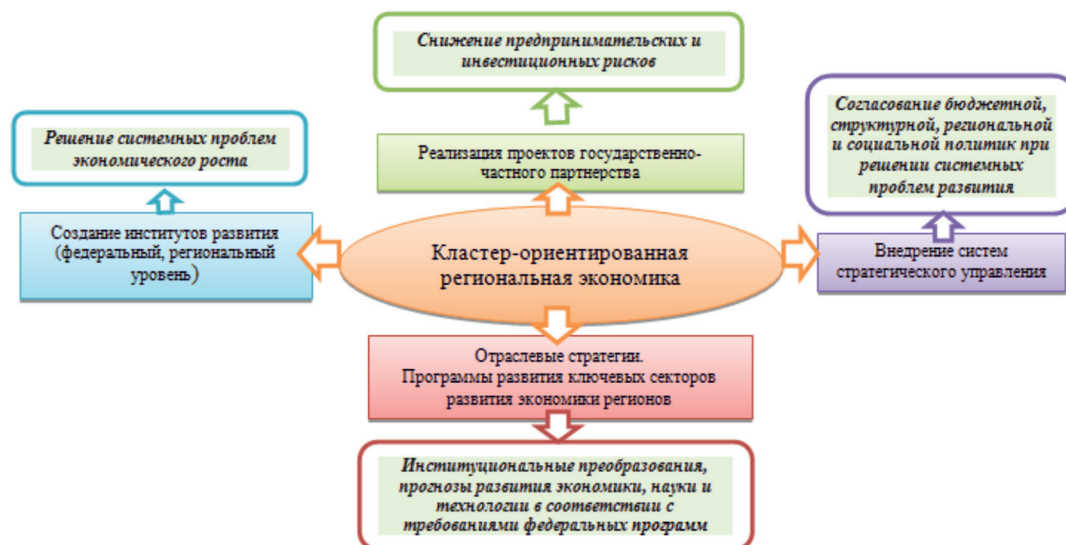 Снижение предпринимательских и
инвестиционных рисков
Реализация проектов государственно-
частного партнерства
Решение системных проблем
экономического роста
Создание институтов развития
(федеральный, региональный
уровень)
Кластер-ориентированная
региональная экономика
Согласование бюджетной,
структурной, региональной
и социальной политик при
решении системных
проблем развития
Внедрение систем
стратегического управления
Отраслевые стратегии.
Программы развития ключевых секторов
развития экономики регионов
Институциональные преобразования,
прогнозы развития экономики, науки и
технологии в соответствии с
требованиями федеральных программ